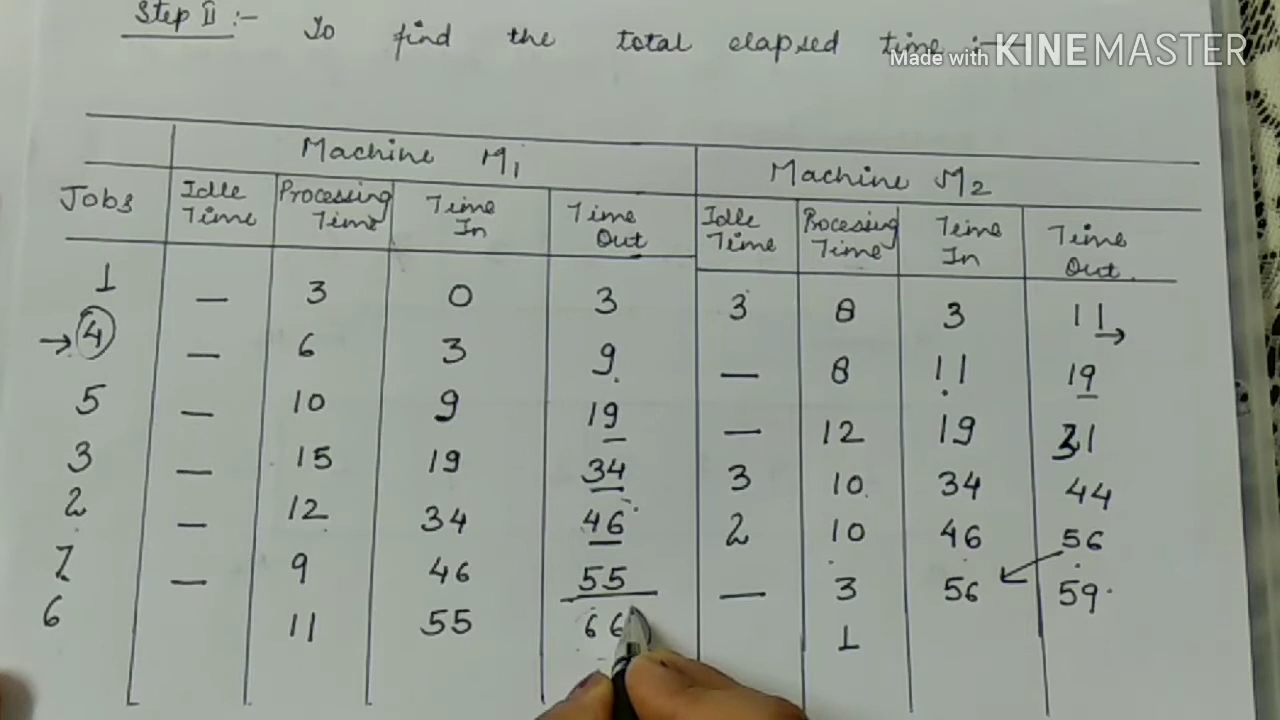 Step II :- To find the total elapsed time :-
Made with KINEMASTER
Machine M1 Machine M2
Jobs Idle Time Processing Time Time In Time Out Idle Time Processing Time Time In Time Out
1 — 3 0 3 3 8 3 11
→ 4 — 6 3 9 — 8 11 19
5 — 10 9 19 — 12 19 31
3 — 15 19 34 3 10 34 44
2 — 12 34 46 2 10 46 56
7 — 9 46 55 — 3 56 59
6 11 55 66 1